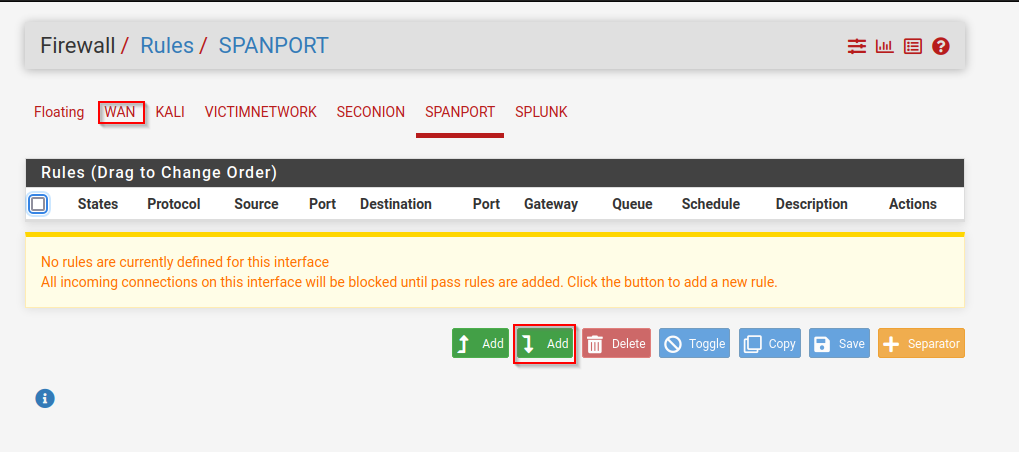 Firewall / Rules / SPANPORT
Floating WAN KALI VICTIMNETWORK SECONION SPANPORT SPLUNK
Rules (Drag to Change Order)
States Protocol Source Port Destination Port Gateway Queue Schedule Description Actions
No rules are currently defined for this interface
All incoming connections on this interface will be blocked until pass rules are added. Click the button to add a new rule.
Add Add Delete Toggle Copy Save Separator